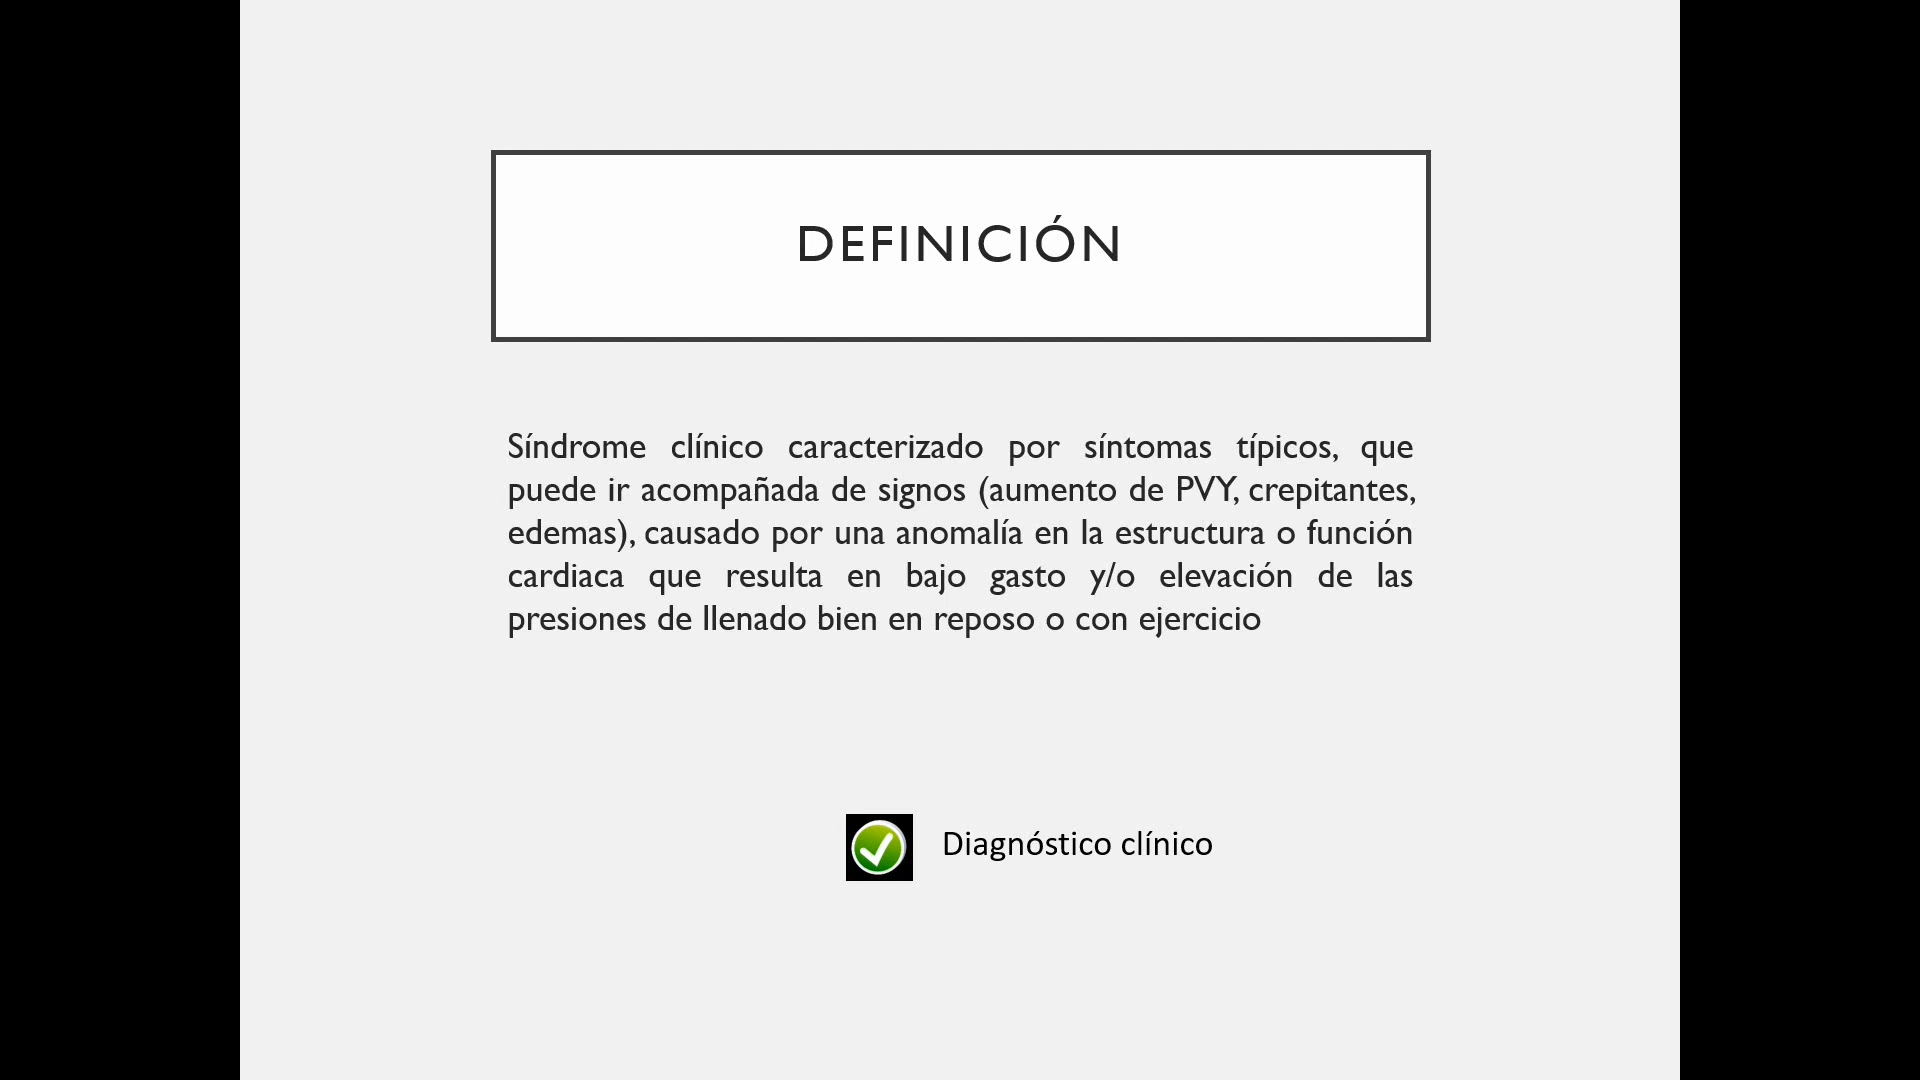 DEFINICIÓN
Síndrome clínico caracterizado por síntomas típicos, que
puede ir acompañada de signos (aumento de PVY, crepitantes,
edemas), causado por una anomalía en la estructura o función
cardiaca que resulta en bajo gasto y/o elevación de las
presiones de llenado bien en reposo o con ejercicio
Diagnóstico clínico